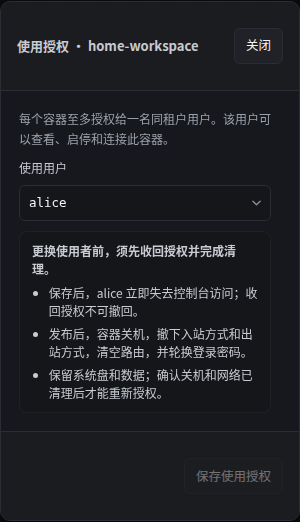 使用授权 · home-workspace
关闭
每个容器至多授权给一名同租户用户。该用户可
以查看、启停和连接此容器。
使用用户
alice
更换使用者前，须先收回授权并完成清
理。
保存后，alice 立即失去控制台访问；收
回授权不可撤回。
发布后，容器关机，撤下入站方式和出
站方式，清空路由，并轮换登录密码。
保留系统盘和数据；确认关机和网络已
清理后才能重新授权。
保存使用授权